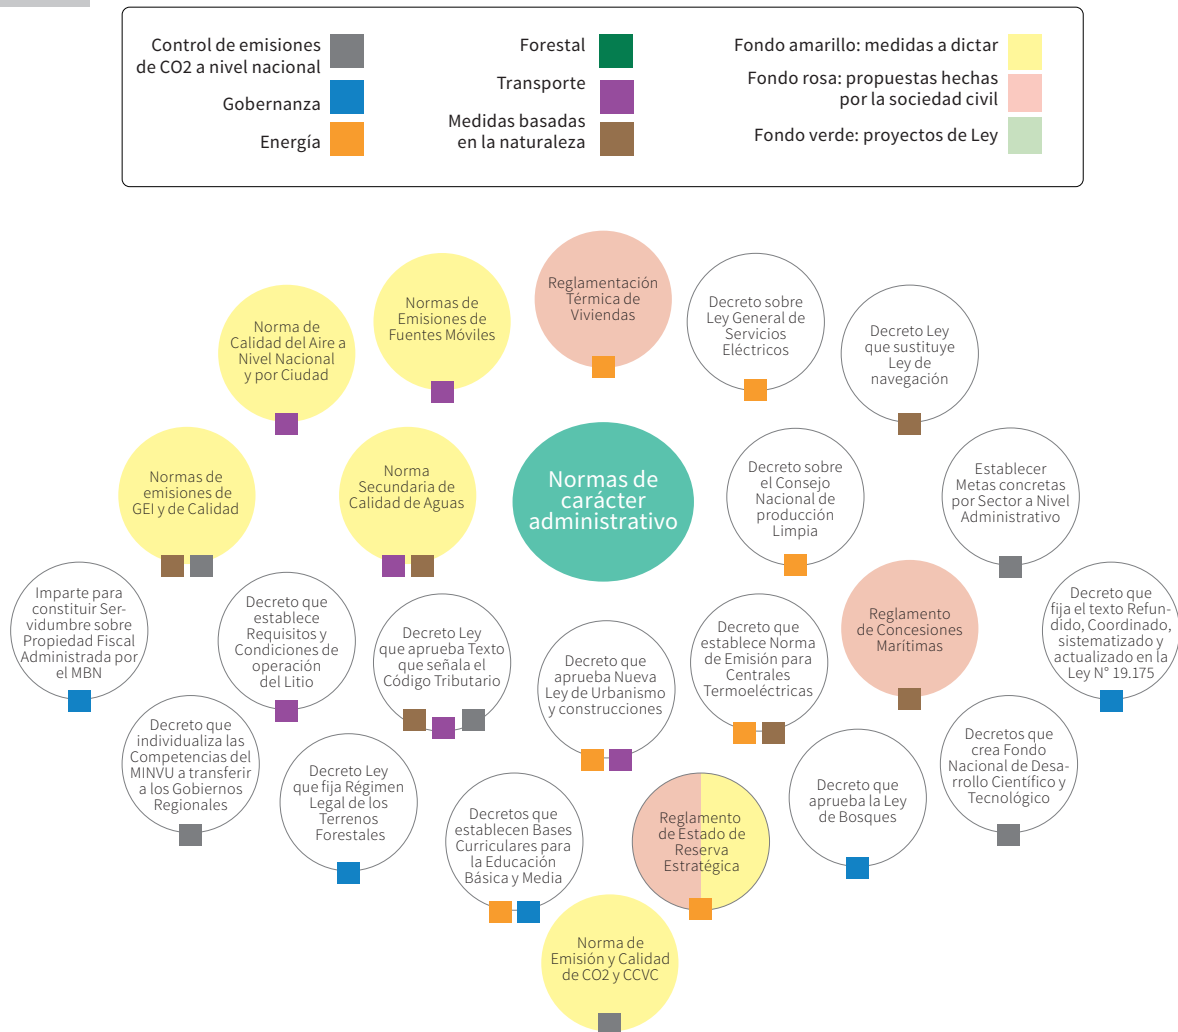 Control de emisiones
de CO2 a nivel nacional
Gobernanza
Energía
Forestal
Transporte
Medidas basadas
en la naturaleza
Fondo amarillo: medidas a dictar
Fondo rosa: propuestas hechas
por la sociedad civil
Fondo verde: proyectos de Ley
Norma de
Calidad del Aire a
Nivel Nacional
y por Ciudad
Normas de
Emisiones de
Fuentes Móviles
Reglamentación
Térmica de
Viviendas
Decreto sobre
Ley General de
Servicios
Eléctricos
Decreto Ley
que sustituye
Ley de
navegación
Normas de
emisiones de
GEI y de Calidad
Norma
Secundaria de
Calidad de Aguas
Normas de
carácter
administrativo
Decreto sobre
el Consejo
Nacional de
producción
Limpia
Establecer
Metas concretas
por Sector a Nivel
Administrativo
Imparte para
constituir Ser-
vidumbre sobre
Propiedad Fiscal
Administrada por
el MBN
Decreto que
establece
Requisitos y
Condiciones de
operación
del Litio
Decreto Ley
que aprueba Texto
que señala el
Código Tributario
Decreto que
aprueba Nueva
Ley de Urbanismo
y construcciones
Decreto que
establece Norma
de Emisión para
Centrales
Termoeléctricas
Reglamento
de Concesiones
Marítimas
Decreto que
fija el texto Refun-
dido, Coordinado,
sistematizado y
actualizado en la
Ley N° 19.175
Decreto que
individualiza las
Competencias del
MINVU a transferir
a los Gobiernos
Regionales
Decreto Ley
que fija Régimen
Legal de los
Terrenos
Forestales
Decretos que
establecen Bases
Curriculares para
la Educación
Básica y Media
Reglamento
de Estado de
Reserva
Estratégica
Decreto que
aprueba la Ley
de Bosques
Decretos que
crea Fondo
Nacional de Desa-
rrollo Científico y
Tecnológico
Norma de
Emisión y Calidad
de CO2 y CCVC